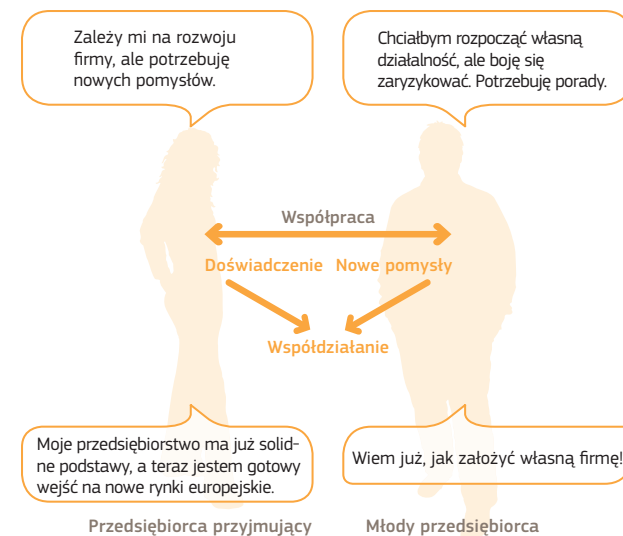 Zależy mi na rozwoju
firmy, ale potrzebuję
nowych pomysłów.
Chciałbym rozpocząć własną
działalność, ale boję się
zaryzykować. Potrzebuję porady.
Współpraca
Doświadczenie Nowe pomysły
Współdziałanie
Moje przedsiębiorstwo ma już solid-
ne podstawy, a teraz jestem gotowy
wejść na nowe rynki europejskie.
Wiem już, jak założyć własną firmę!
Przedsiębiorca przyjmujący Młody przedsiębiorca